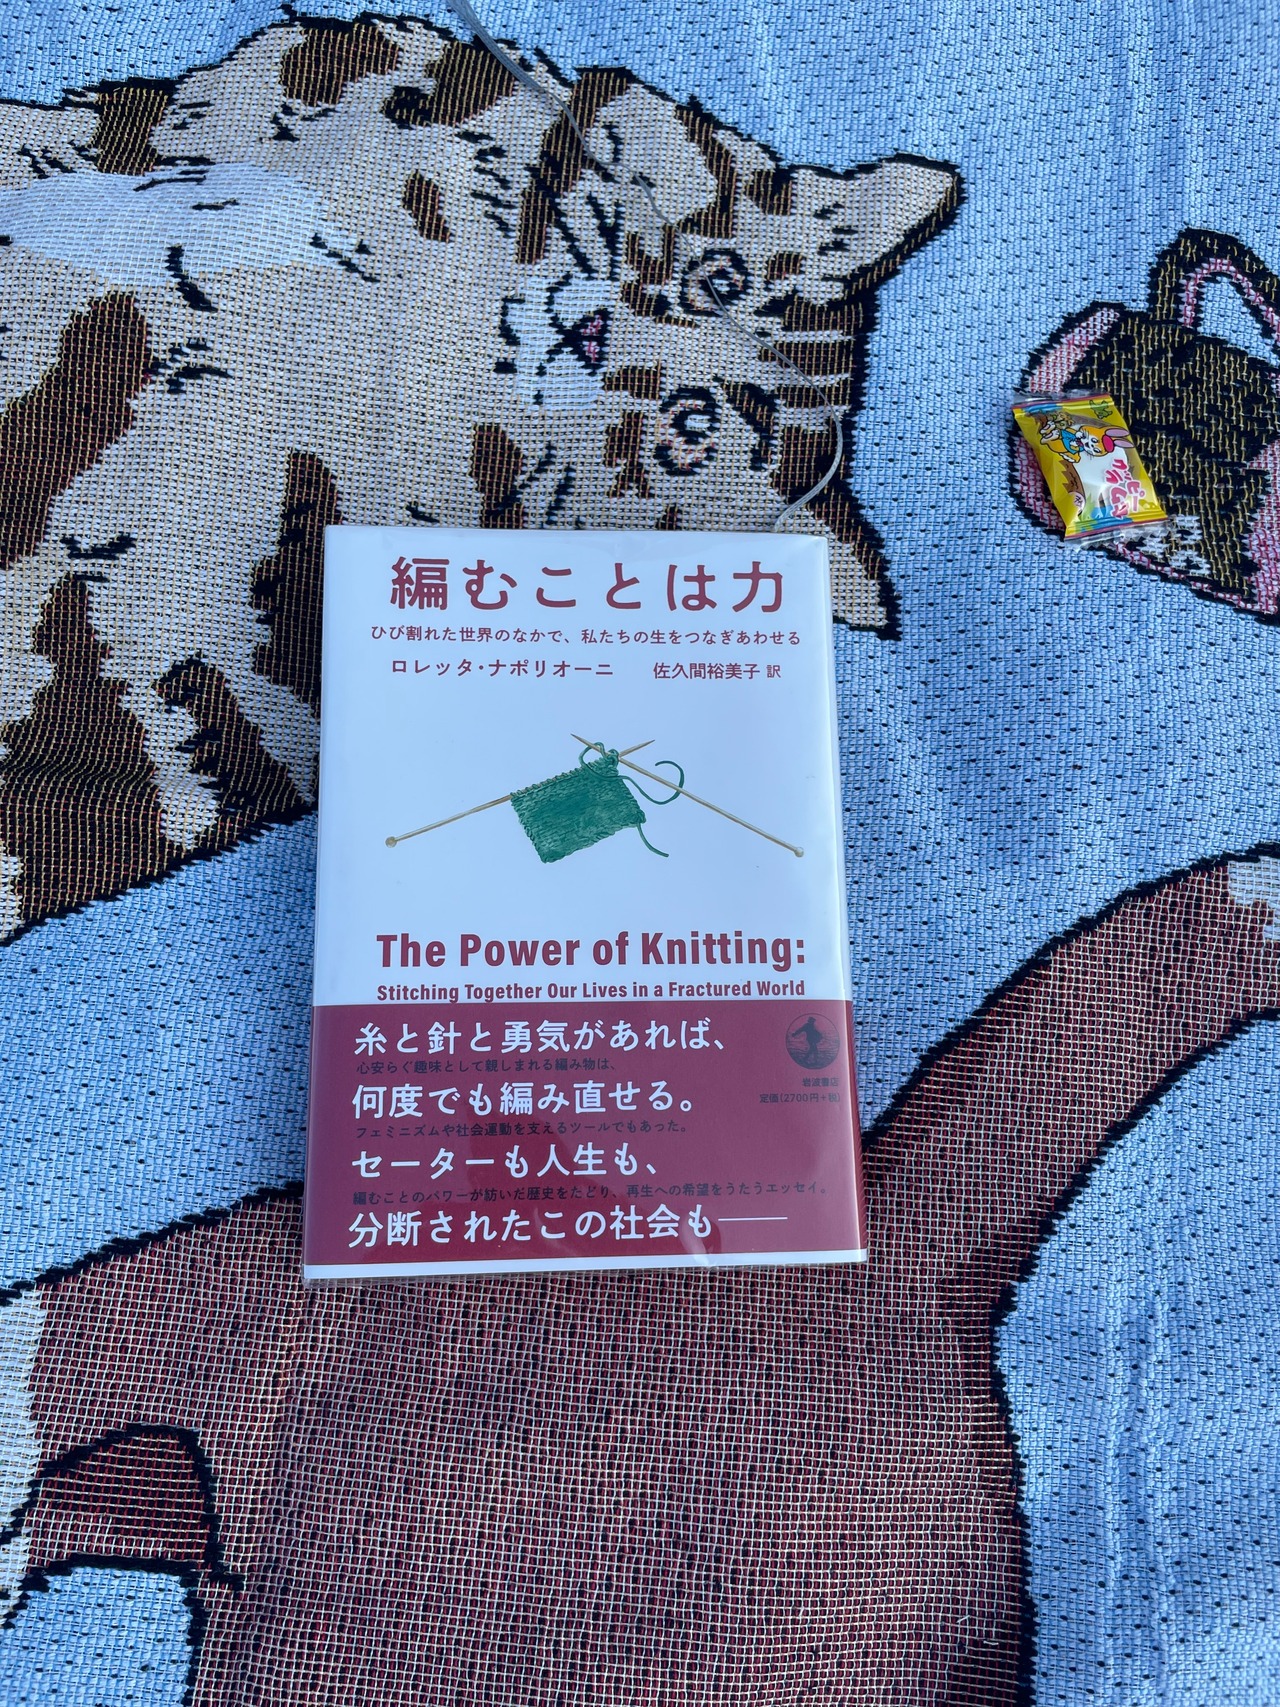 編むことは力
ひび割れた世界のなかで、私たちの生をつなぎあわせる
ロレッタ・ナポリオーニ 佐久間裕美子 訳
The Power of Knitting:
Stitching Together Our Lives in a Fractured World
糸と針と勇気があれば、
心安らぐ趣味として親しまれる編み物は、
何度でも編み直せる。
フェミニズムや社会運動を支えるツールでもあった。
セーターも人生も、
編むことのパワーが紡いだ歴史をたどり、再生への希望をうたうエッセイ。
分断されたこの社会も──
岩波書店
定価(2700円+税)